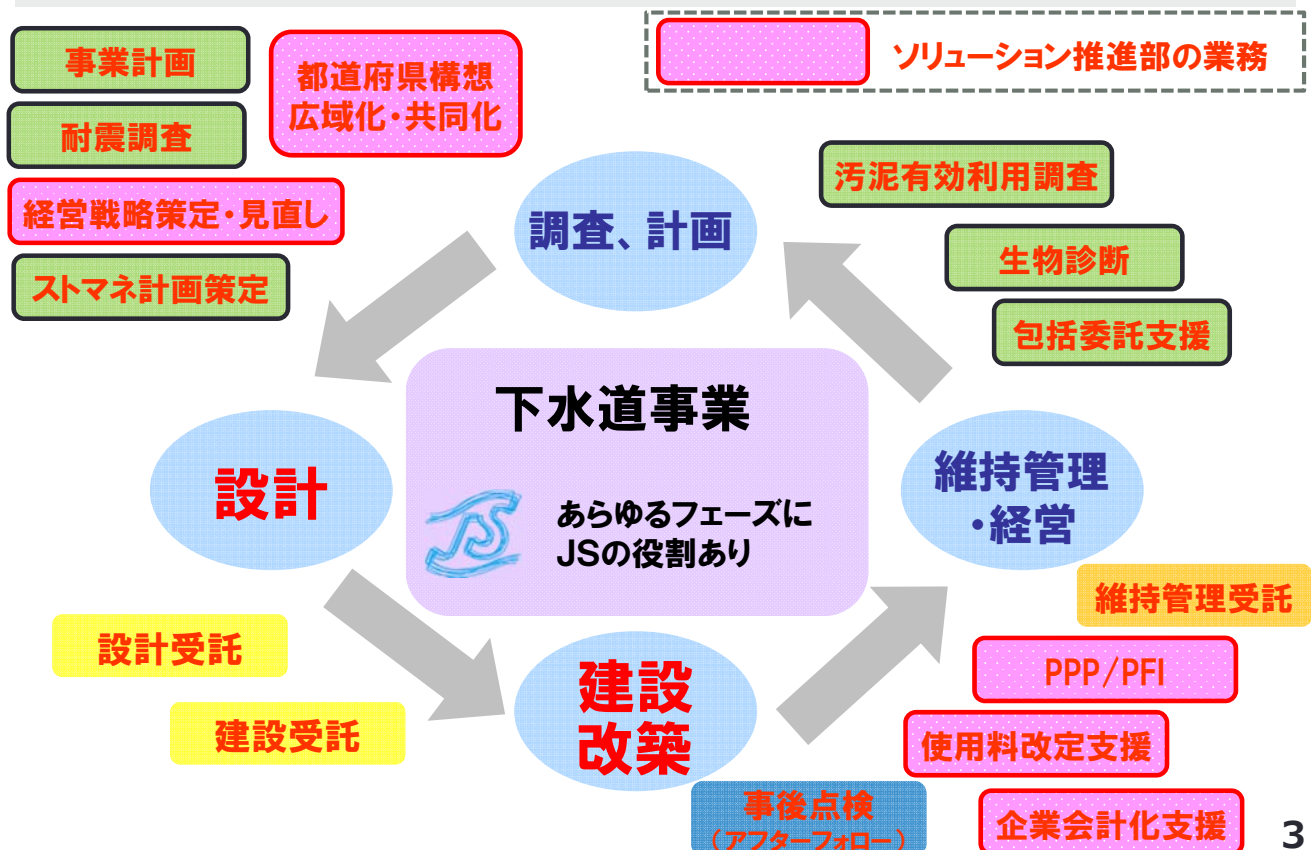 事業計画
耐震調査
経営戦略策定・見直し
ストマネ計画策定
都道府県構想
広域化・共同化
ソリューション推進部の業務
汚泥有効利用調査
生物診断
包括委託支援
調査、計画
下水道事業
JS
あらゆるフェーズに
JSの役割あり
設計
維持管理
・経営
設計受託
建設受託
建設
改築
維持管理受託
PPP/PFI
使用料改定支援
企業会計化支援
事後点検
(アフターフォロー)
3